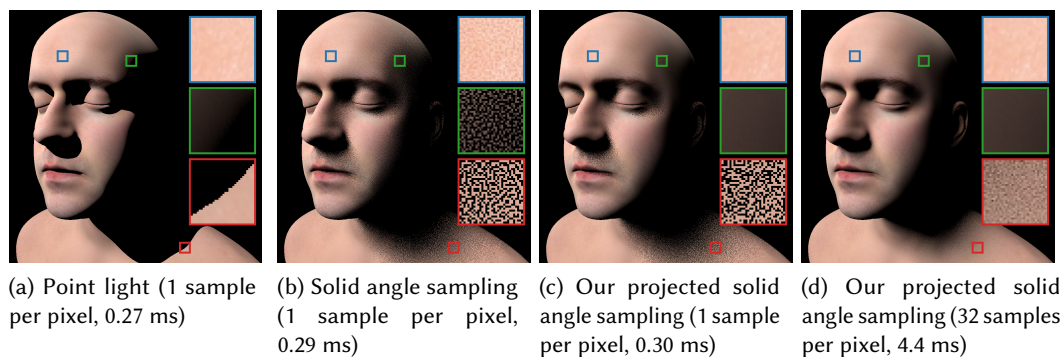 (a) Point light (1 sample
per pixel, 0.27 ms)
(b) Solid angle sampling
(1 sample per pixel,
0.29 ms)
(c) Our projected solid
angle sampling (1 sample
per pixel, 0.30 ms)
(d) Our projected solid
angle sampling (32 samples
per pixel, 4.4 ms)